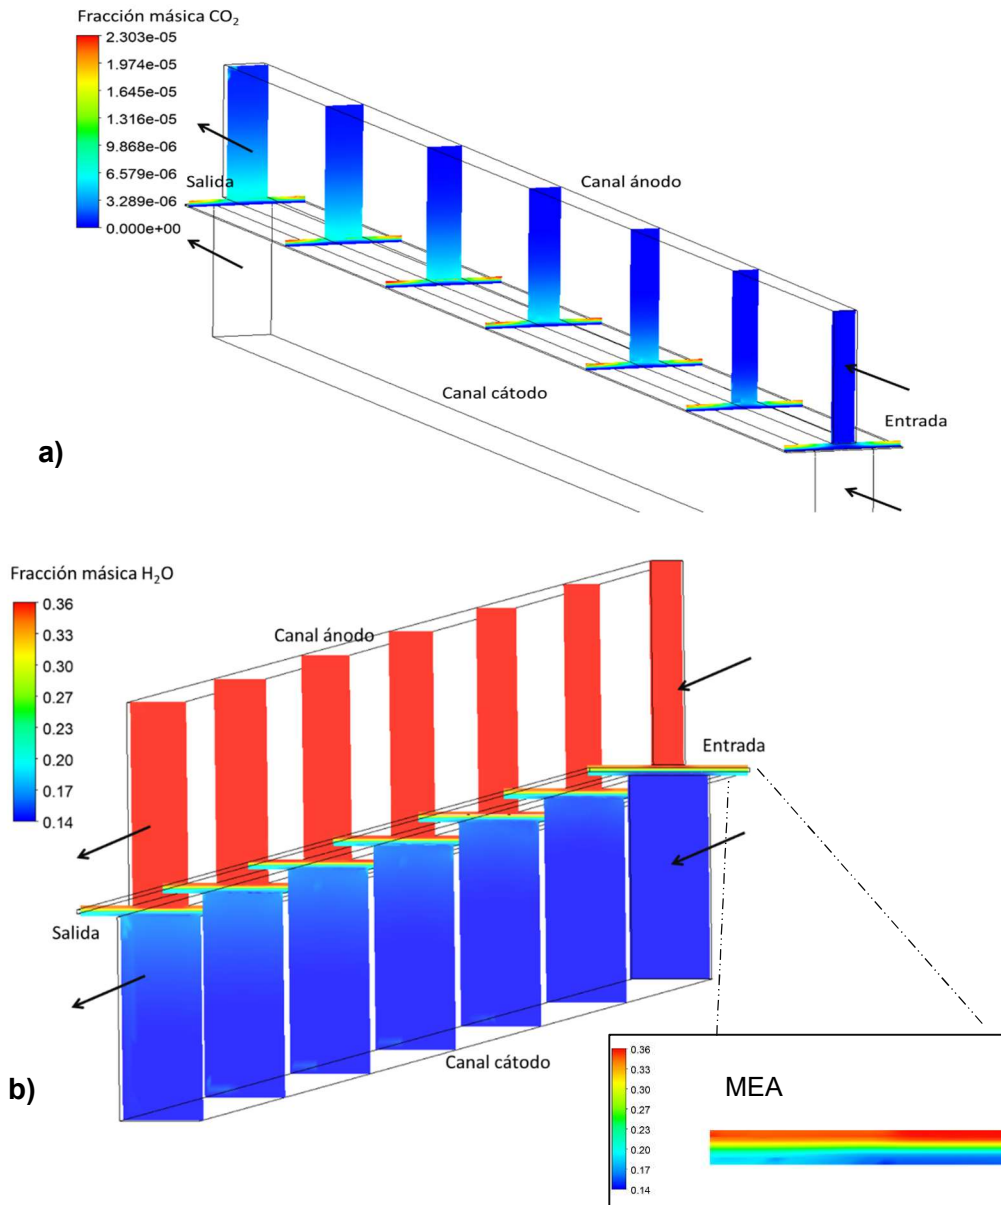 Fracción másica CO₂
2.303e-05
1.974e-05
1.645e-05
1.316e-05
9.868e-06
6.579e-06
3.289e-06
0.000e+00
Salida
Canal ánodo
Canal cátodo
Entrada
a)
Fracción másica H₂O
0.36
0.33
0.30
0.27
0.23
0.20
0.17
0.14
Canal ánodo
Entrada
Salida
Canal cátodo
b)
0.36
0.33
0.30
0.27
0.23
0.20
0.17
0.14
MEA